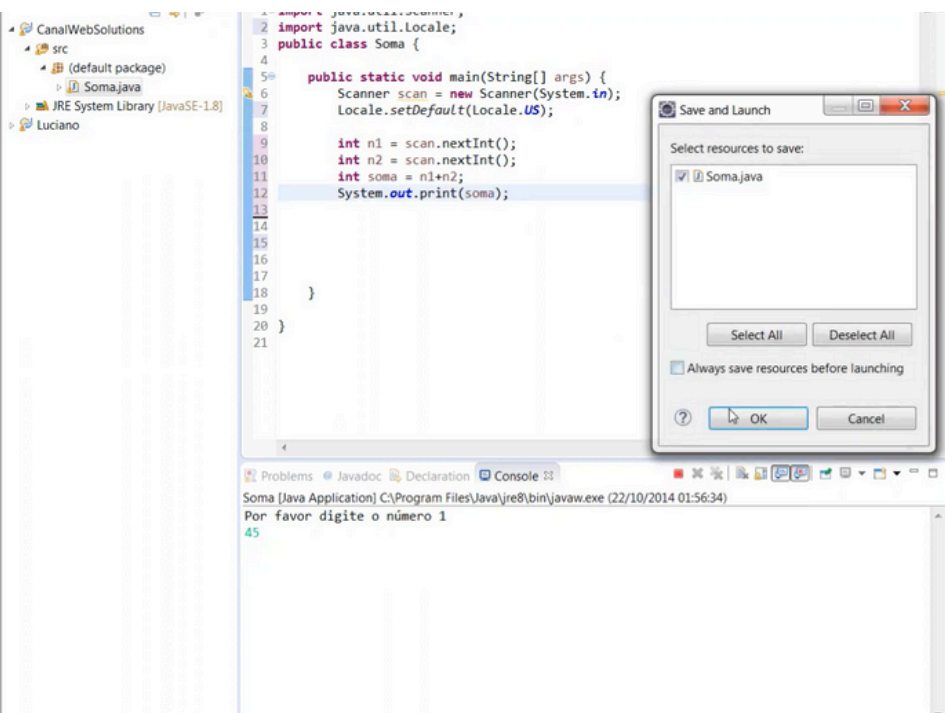 CanalWebSolutions
src
(default package)
Soma.java
JRE System Library [JavaSE-1.8]
Luciano
1 import java.util.Scanner;
2 import java.util.Locale;
3 public class Soma {
4
5 public static void main(String[] args) {
6 Scanner scan = new Scanner(System.in);
7 Locale.setDefault(Locale.US);
8
9 int n1 = scan.nextInt();
10 int n2 = scan.nextInt();
11 int soma = n1+n2;
12 System.out.print(soma);
13
14
15
16
17
18 }
19
20 }
21
Save and Launch
Select resources to save:
Soma.java
Select All Deselect All
Always save resources before launching
? OK Cancel
Problems @ Javadoc Declaration Console
Soma [Java Application] C:\Program Files\Java\jre8\bin\javaw.exe (22/10/2014 01:56:34)
Por favor digite o número 1
45